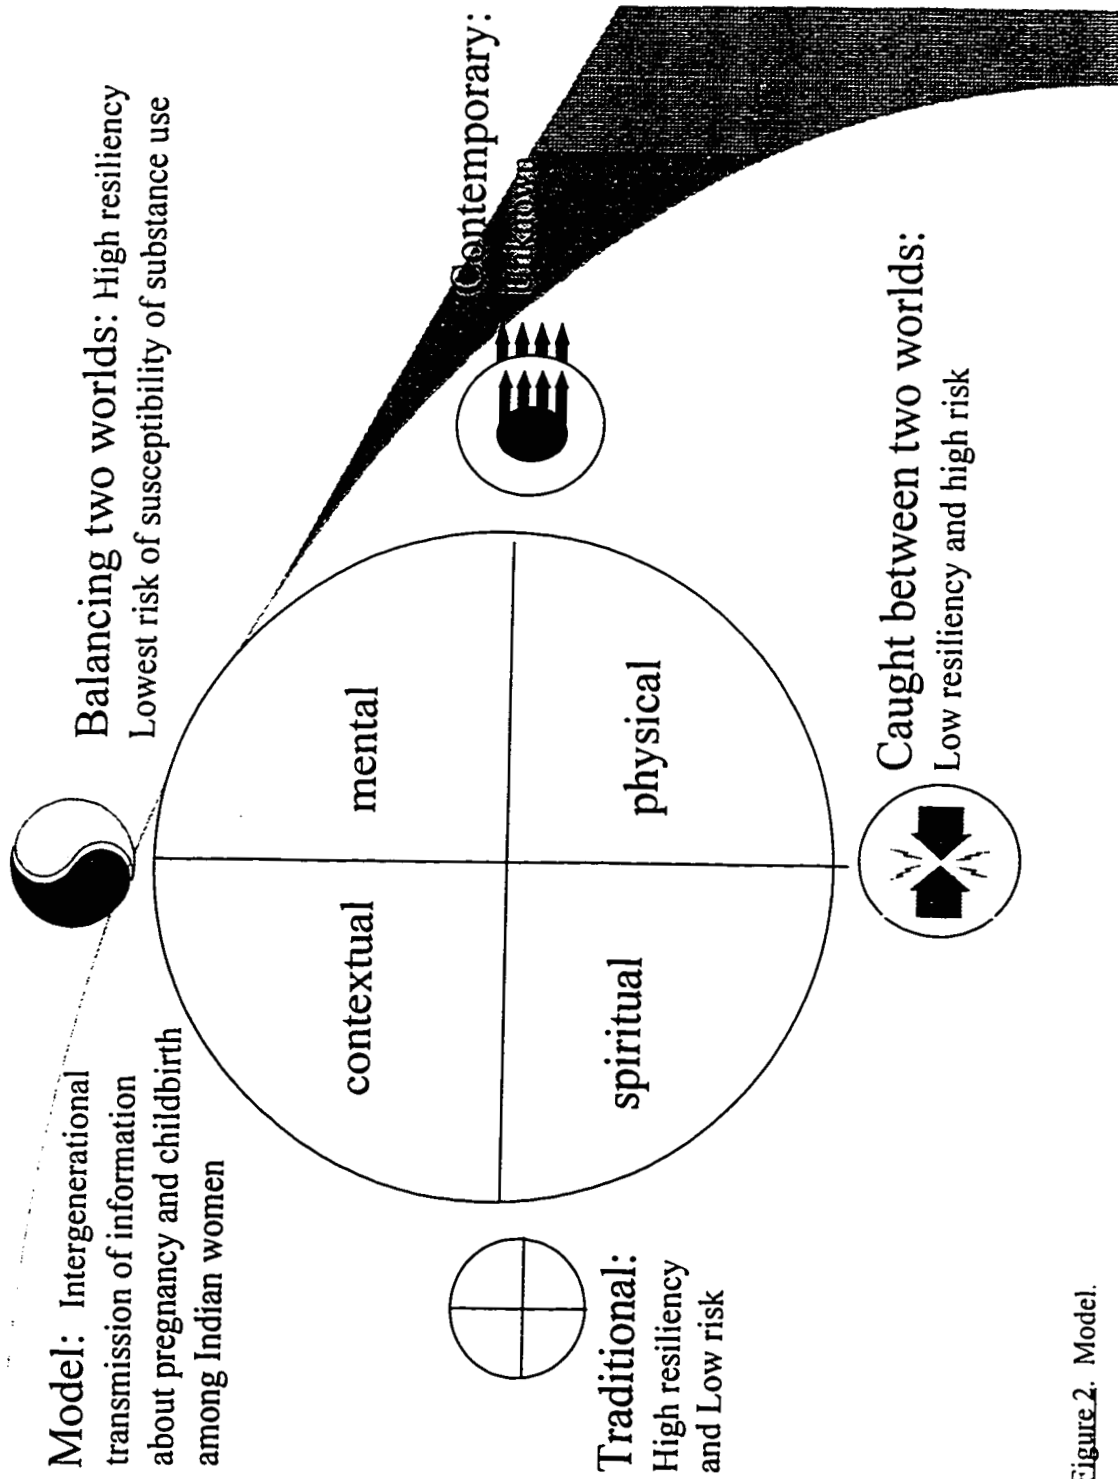 Model: Intergenerational
transmission of information
about pregnancy and childbirth
among Indian women
Balancing two worlds: High resiliency
Lowest risk of susceptibility of substance use
contextual
mental
spiritual
physical
Traditional:
High resiliency
and Low risk
Contemporary:
Unknown
Caught between two worlds:
Low resiliency and high risk
Figure 2. Model.